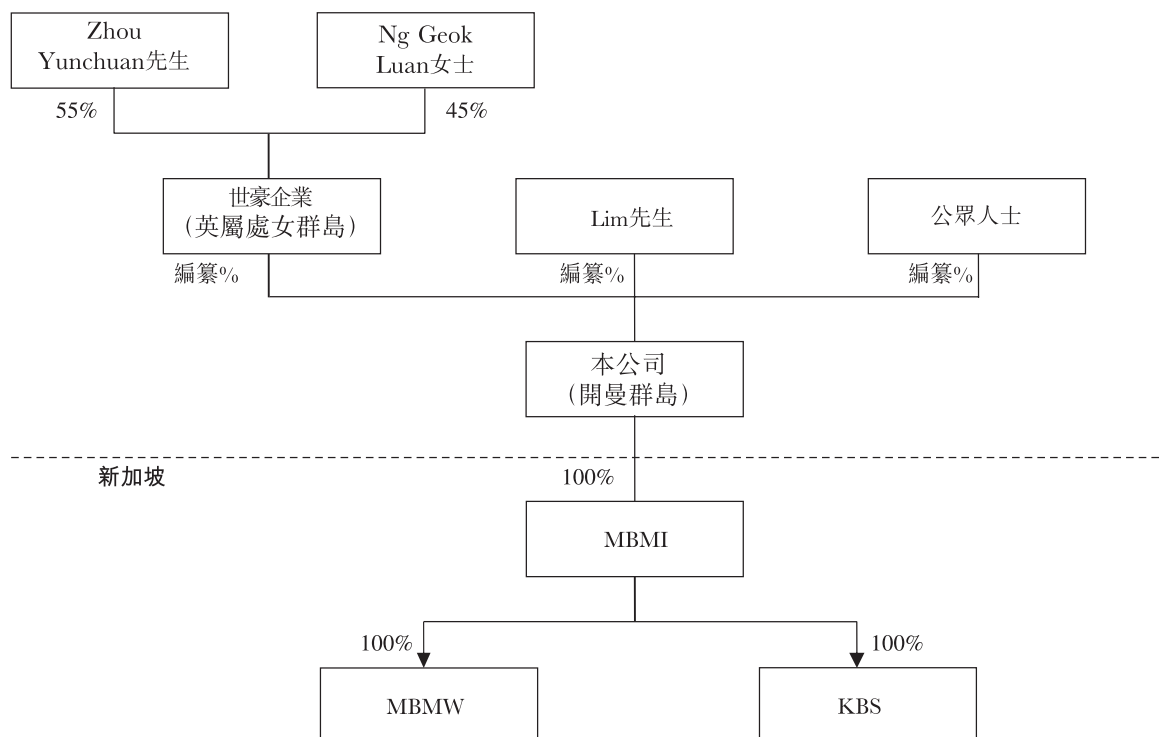 Zhou
Yunchuan先生
Ng Geok
Luan女士
55%
45%
世豪企業
（英屬處女群島）
Lim先生
公眾人士
編纂%
編纂%
編纂%
本公司
（開曼群島）
新加坡
100%
MBMI
100%
100%
MBMW
KBS